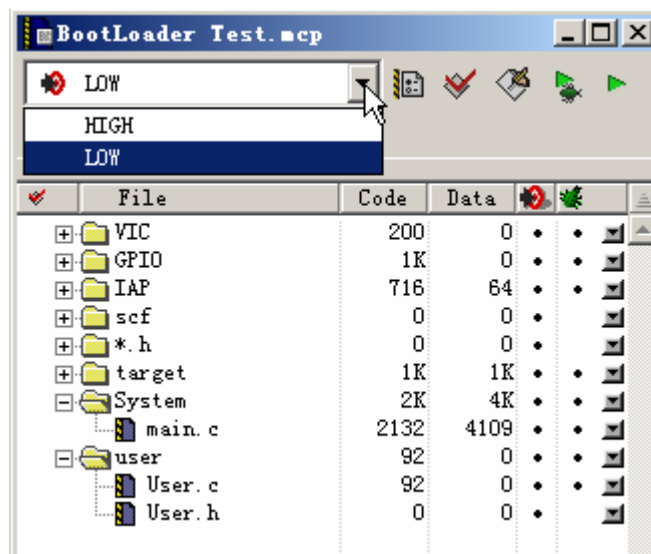 BootLoader Test.mcp
LOW
HIGH
LOW
File Code Data
VIC 200 0
GPIO 1K 0
IAP 716 64
scf 0 0
*.h 0 0
target 1K 1K
System 2K 4K
main.c 2132 4109
user 92 0
User.c 92 0
User.h 0 0